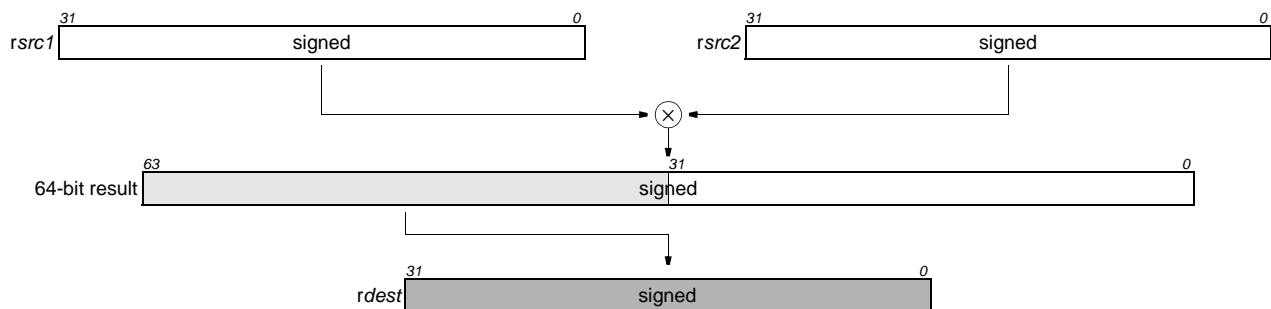 31 0 31 0
rsrc1 signed rsrc2 signed
×
63 31 0
64-bit result signed
31 0
rdest signed